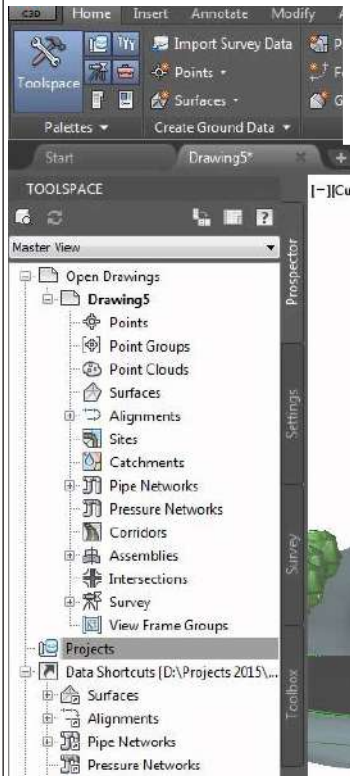 C3D Home Insert Annotate Modify
Toolspace
Import Survey Data
Points
Surfaces
Palettes Create Ground Data
Start Drawing5* +
TOOLSPACE
[-][Cu
?
Master View
Open Drawings
Drawing5
Points
Point Groups
Point Clouds
Surfaces
Alignments
Sites
Catchments
Pipe Networks
Pressure Networks
Corridors
Assemblies
Intersections
Survey
View Frame Groups
Projects
Data Shortcuts [D:\Projects 2015\...
Surfaces
Alignments
Pipe Networks
Pressure Networks
Prospector
Settings
Survey
Toolbox